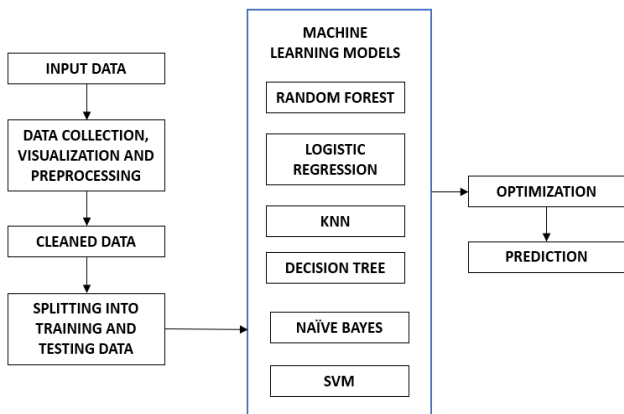 INPUT DATA
DATA COLLECTION,
VISUALIZATION AND
PREPROCESSING
CLEANED DATA
SPLITTING INTO
TRAINING AND
TESTING DATA
MACHINE
LEARNING MODELS
RANDOM FOREST
LOGISTIC
REGRESSION
KNN
DECISION TREE
NAÏVE BAYES
SVM
OPTIMIZATION
PREDICTION